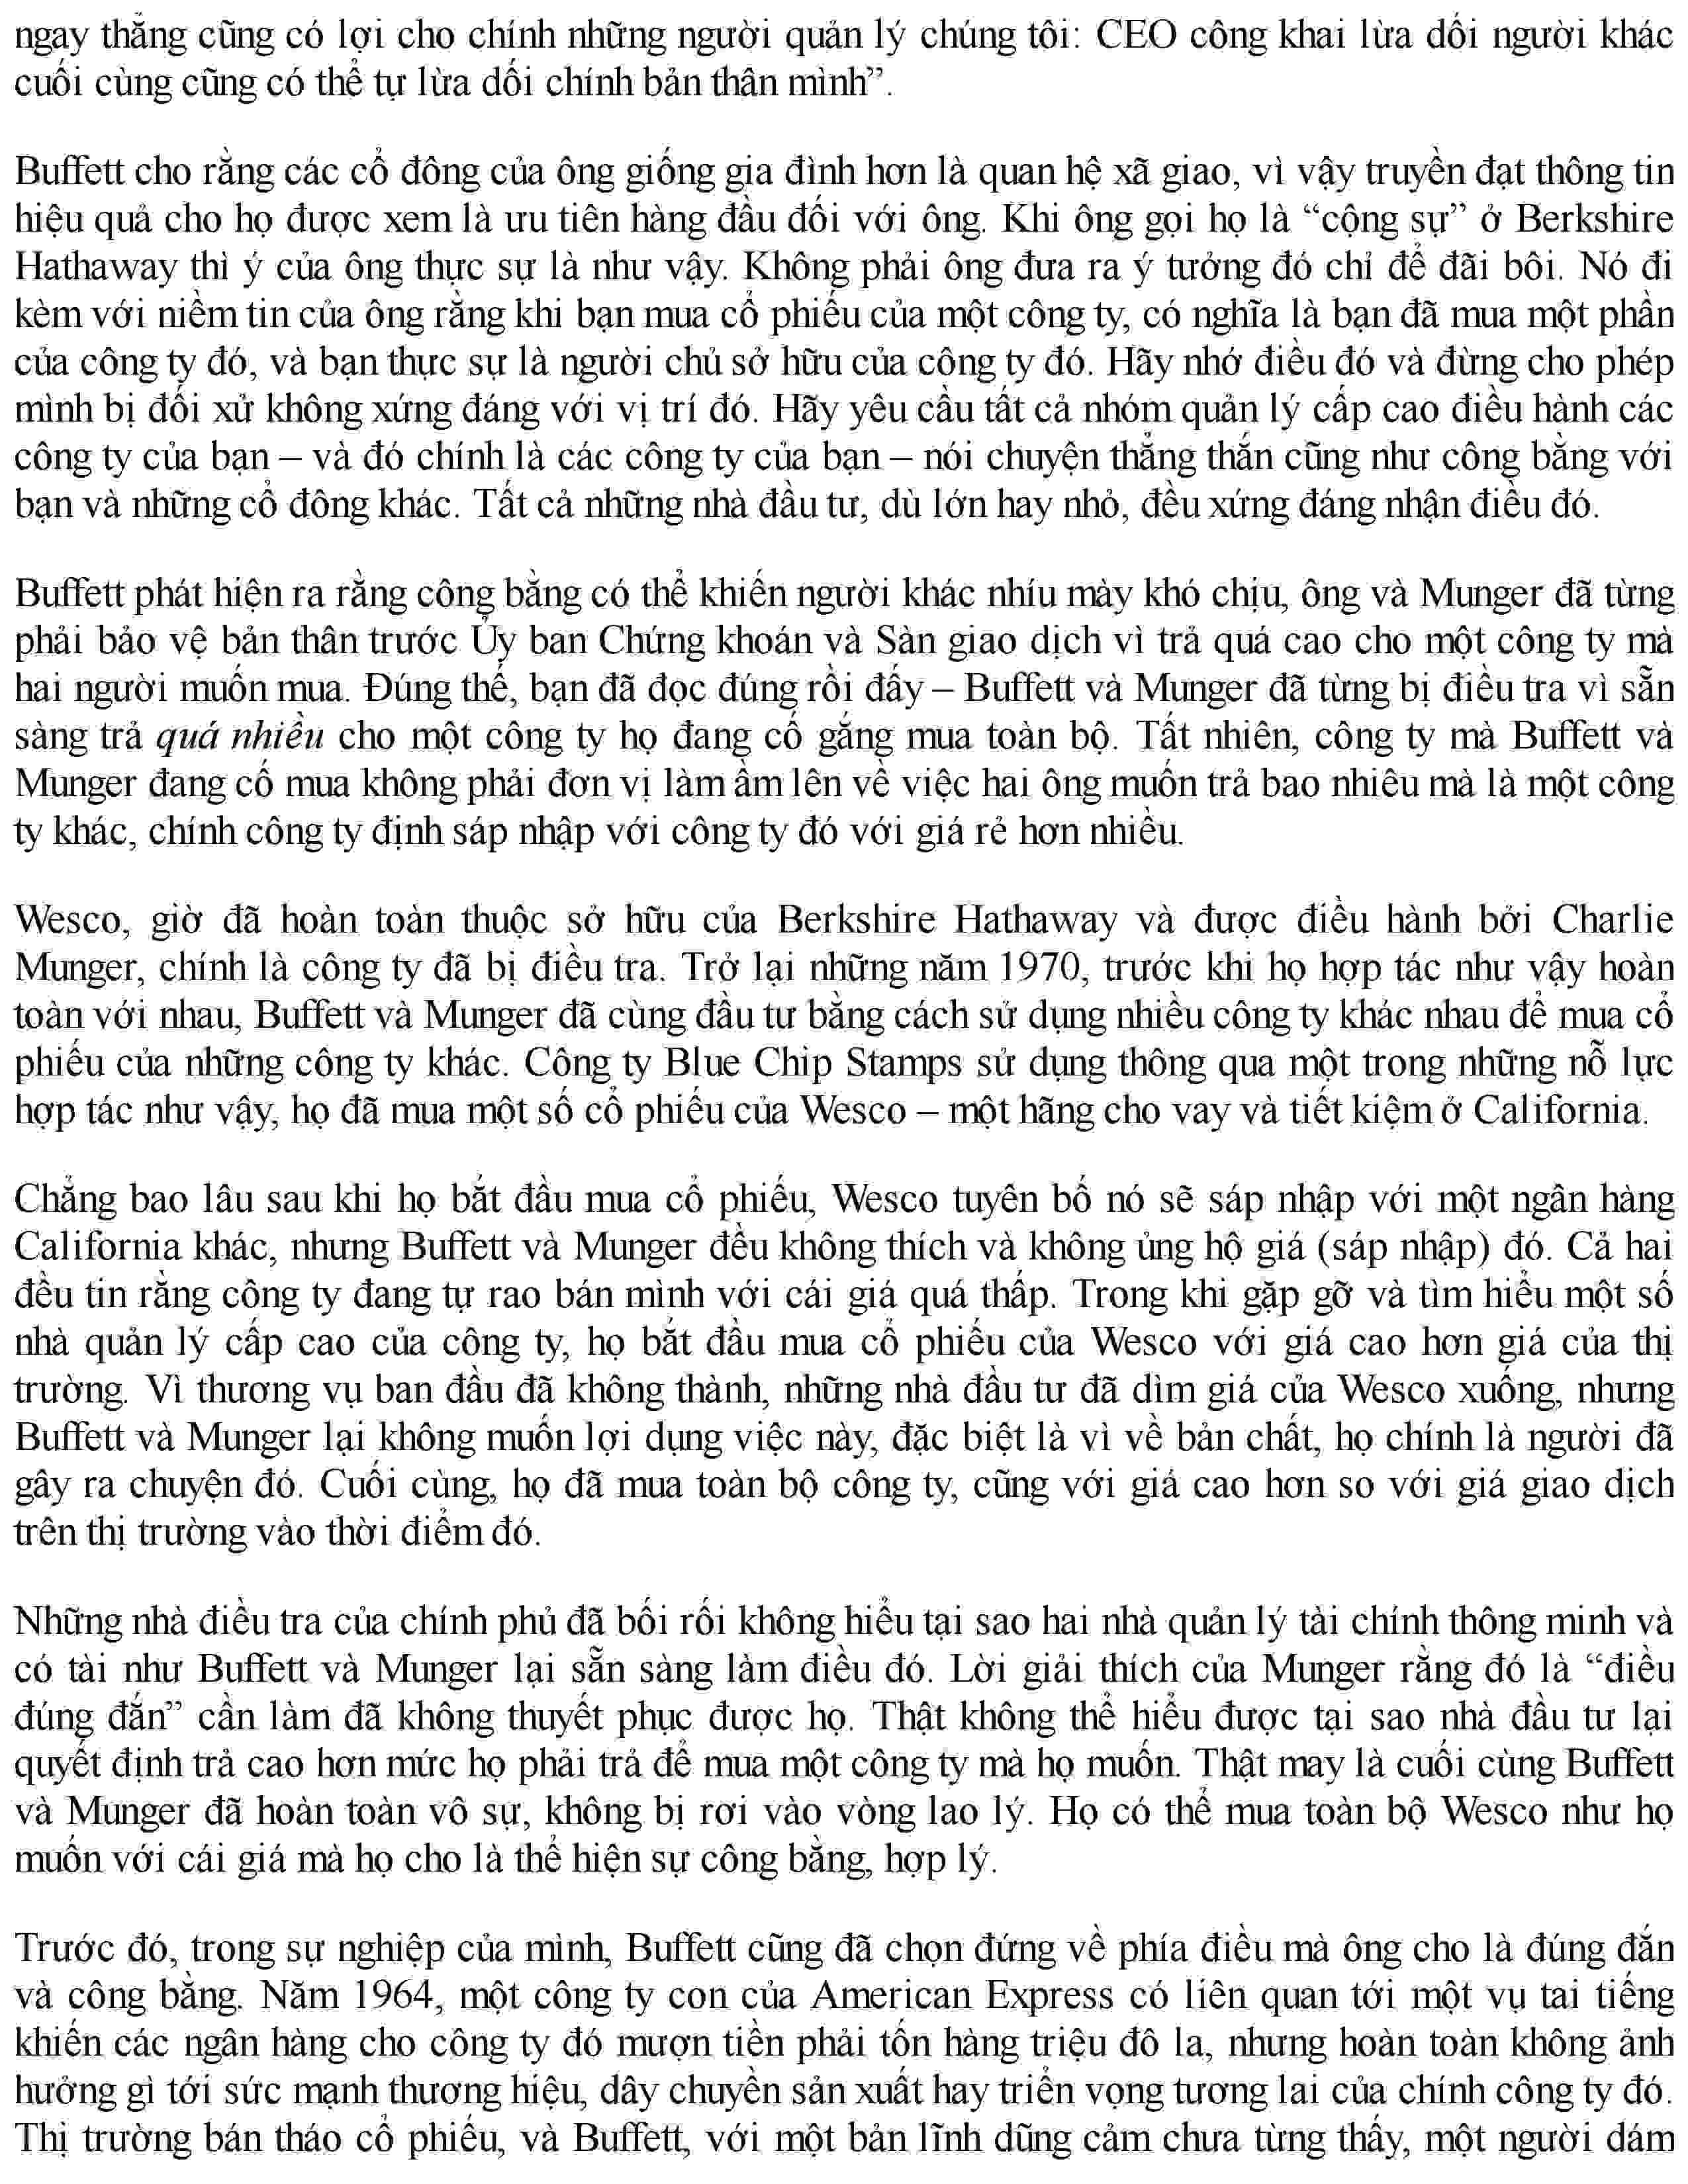 ngay thẳng cũng có lợi cho chính những người quản lý chúng tôi: CEO công khai lừa dối người khác
cuối cùng cũng có thể tự lừa dối chính bản thân mình”.
Buffett cho rằng các cổ đông của ông giống gia đình hơn là quan hệ xã giao, vì vậy truyền đạt thông tin
hiệu quả cho họ được xem là ưu tiên hàng đầu đối với ông. Khi ông gọi họ là “cộng sự” ở Berkshire
Hathaway thì ý của ông thực sự là như vậy. Không phải ông đưa ra ý tưởng đó chỉ để đãi bôi. Nó đi
kèm với niềm tin của ông rằng khi bạn mua cổ phiếu của một công ty, có nghĩa là bạn đã mua một phần
của công ty đó, và bạn thực sự là người chủ sở hữu của công ty đó. Hãy nhớ điều đó và đừng cho phép
mình bị đối xử không xứng đáng với vị trí đó. Hãy yêu cầu tất cả nhóm quản lý cấp cao điều hành các
công ty của bạn – và đó chính là các công ty của bạn – nói chuyện thẳng thắn cũng như công bằng với
bạn và những cổ đông khác. Tất cả những nhà đầu tư, dù lớn hay nhỏ, đều xứng đáng nhận điều đó.
Buffett phát hiện ra rằng công bằng có thể khiến người khác nhíu mày khó chịu, ông và Munger đã từng
phải bảo vệ bản thân trước Ủy ban Chứng khoán và Sàn giao dịch vì trả quá cao cho một công ty mà
hai người muốn mua. Đúng thế, bạn đã đọc đúng rồi đấy – Buffett và Munger đã từng bị điều tra vì sẵn
sàng trả quá nhiều cho một công ty họ đang cố gắng mua toàn bộ. Tất nhiên, công ty mà Buffett và
Munger đang cố mua không phải đơn vị làm ầm lên về việc hai ông muốn trả bao nhiêu mà là một công
ty khác, chính công ty định sáp nhập với công ty đó với giá rẻ hơn nhiều.
Wesco, giờ đã hoàn toàn thuộc sở hữu của Berkshire Hathaway và được điều hành bởi Charlie
Munger, chính là công ty đã bị điều tra. Trở lại những năm 1970, trước khi họ hợp tác như vậy hoàn
toàn với nhau, Buffett và Munger đã cùng đầu tư bằng cách sử dụng nhiều công ty khác nhau để mua cổ
phiếu của những công ty khác. Công ty Blue Chip Stamps sử dụng thông qua một trong những nỗ lực
hợp tác như vậy, họ đã mua một số cổ phiếu của Wesco – một hãng cho vay và tiết kiệm ở California.
Chẳng bao lâu sau khi họ bắt đầu mua cổ phiếu, Wesco tuyên bố nó sẽ sáp nhập với một ngân hàng
California khác, nhưng Buffett và Munger đều không thích và không ủng hộ giá (sáp nhập) đó. Cả hai
đều tin rằng công ty đang tự rao bán mình với cái giá quá thấp. Trong khi gặp gỡ và tìm hiểu một số
nhà quản lý cấp cao của công ty, họ bắt đầu mua cổ phiếu của Wesco với giá cao hơn giá của thị
trường. Vì thương vụ ban đầu đã không thành, những nhà đầu tư đã dìm giá của Wesco xuống, nhưng
Buffett và Munger lại không muốn lợi dụng việc này, đặc biệt là vì về bản chất, họ chính là người đã
gây ra chuyện đó. Cuối cùng, họ đã mua toàn bộ công ty, cũng với giá cao hơn so với giá giao dịch
trên thị trường vào thời điểm đó.
Những nhà điều tra của chính phủ đã bối rối không hiểu tại sao hai nhà quản lý tài chính thông minh và
có tài như Buffett và Munger lại sẵn sàng làm điều đó. Lời giải thích của Munger rằng đó là “điều
đúng đắn” cần làm đã không thuyết phục được họ. Thật không thể hiểu được tại sao nhà đầu tư lại
quyết định trả cao hơn mức họ phải trả để mua một công ty mà họ muốn. Thật may là cuối cùng Buffett
và Munger đã hoàn toàn vô sự, không bị rơi vào vòng lao lý. Họ có thể mua toàn bộ Wesco như họ
muốn với cái giá mà họ cho là thể hiện sự công bằng, hợp lý.
Trước đó, trong sự nghiệp của mình, Buffett cũng đã chọn đứng về phía điều mà ông cho là đúng đắn
và công bằng. Năm 1964, một công ty con của American Express có liên quan tới một vụ tai tiếng
khiến các ngân hàng cho công ty đó mượn tiền phải tốn hàng triệu đô la, nhưng hoàn toàn không ảnh
hưởng gì tới sức mạnh thương hiệu, dây chuyền sản xuất hay triển vọng tương lai của chính công ty đó.
Thị trường bán tháo cổ phiếu, và Buffett, với một bản lĩnh dũng cảm chưa từng thấy, một người dám